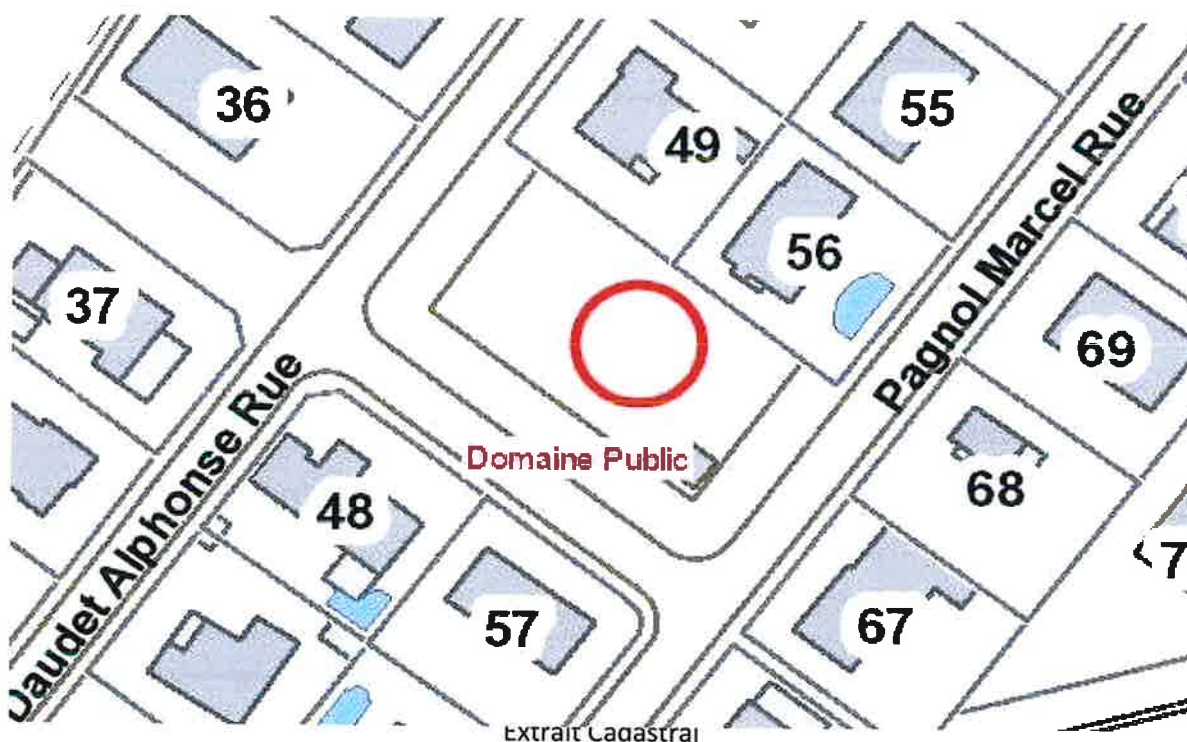 36
49
55
Pagnol Marcel Rue
56
37
69
Daudet Alphonse Rue
Domaine Public
68
48
7
57
67
Extrait Cadastral